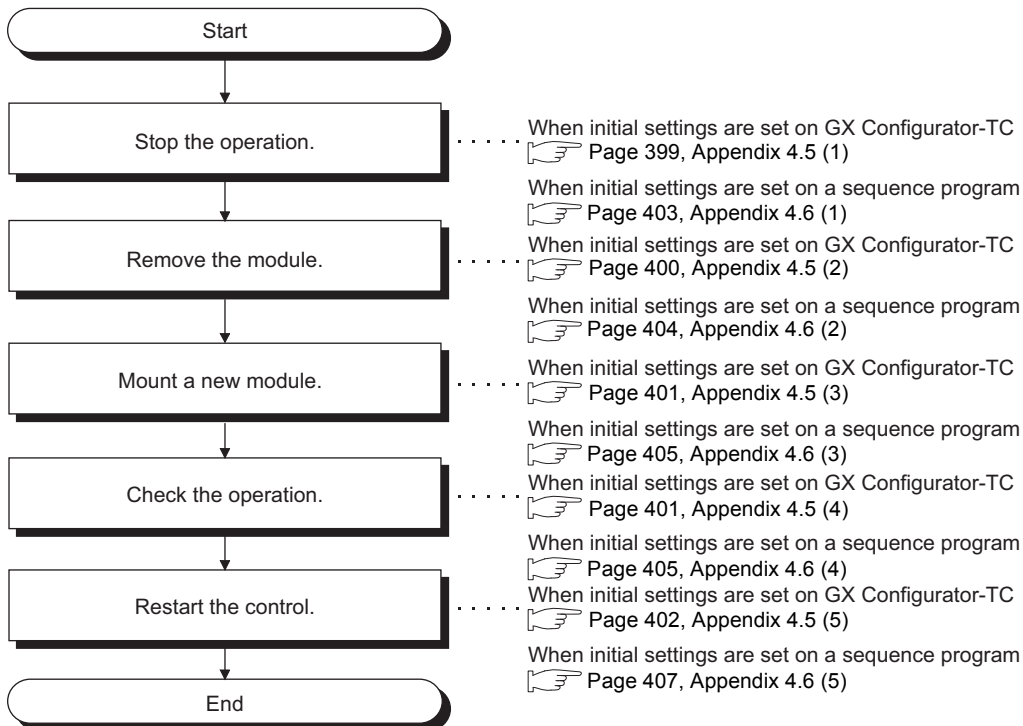 Start
Stop the operation.
When initial settings are set on GX Configurator-TC
Page 399, Appendix 4.5 (1)
When initial settings are set on a sequence program
Page 403, Appendix 4.6 (1)
Remove the module.
When initial settings are set on GX Configurator-TC
Page 400, Appendix 4.5 (2)
When initial settings are set on a sequence program
Page 404, Appendix 4.6 (2)
Mount a new module.
When initial settings are set on GX Configurator-TC
Page 401, Appendix 4.5 (3)
When initial settings are set on a sequence program
Page 405, Appendix 4.6 (3)
Check the operation.
When initial settings are set on GX Configurator-TC
Page 401, Appendix 4.5 (4)
When initial settings are set on a sequence program
Page 405, Appendix 4.6 (4)
Restart the control.
When initial settings are set on GX Configurator-TC
Page 402, Appendix 4.5 (5)
When initial settings are set on a sequence program
Page 407, Appendix 4.6 (5)
End